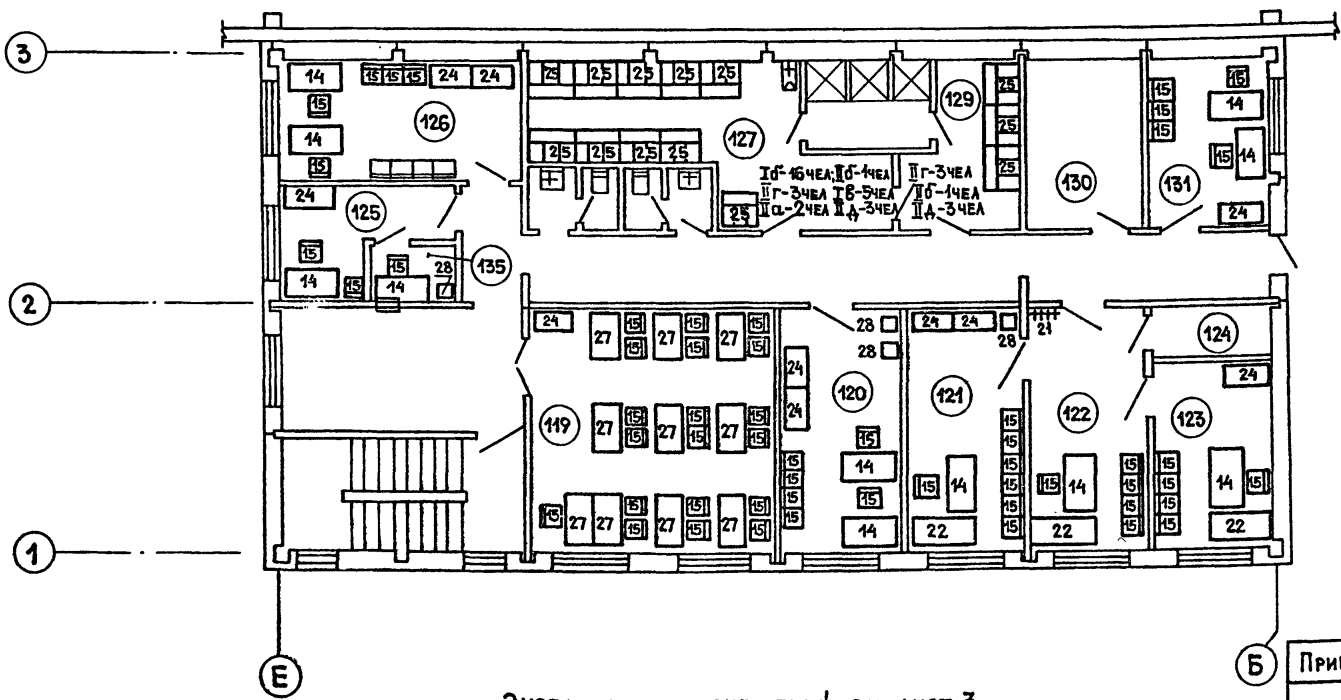 3
14 15 15 15 24 24 25 25 25 25 25 129 25 15 15 14
15 126 127 25 15 15
14 25 15 14
15 25 25 25 25 25 130 131
24 125 Iб-16чел; IIб-1чел IIг-3чел 24
IIг-3чел Iв-5чел IIб-1чел
25 IIа-2чел IIд-3чел IIд-3чел
15 15 28 135
14 15 14
2
24 27 15 15 27 15 15 27 15 15 28 24 24 28 21 124
28
24 24 120 121 122 123 24
119 27 15 15 27 15 15 27 15 15 15 15
15 14 15 15 15 15 14 15 15 14 15 15 15 14 15
15 27 27 15 15 27 15 15 27 15 15 15 14 22 15 22 15 15 22
1
Е Б При